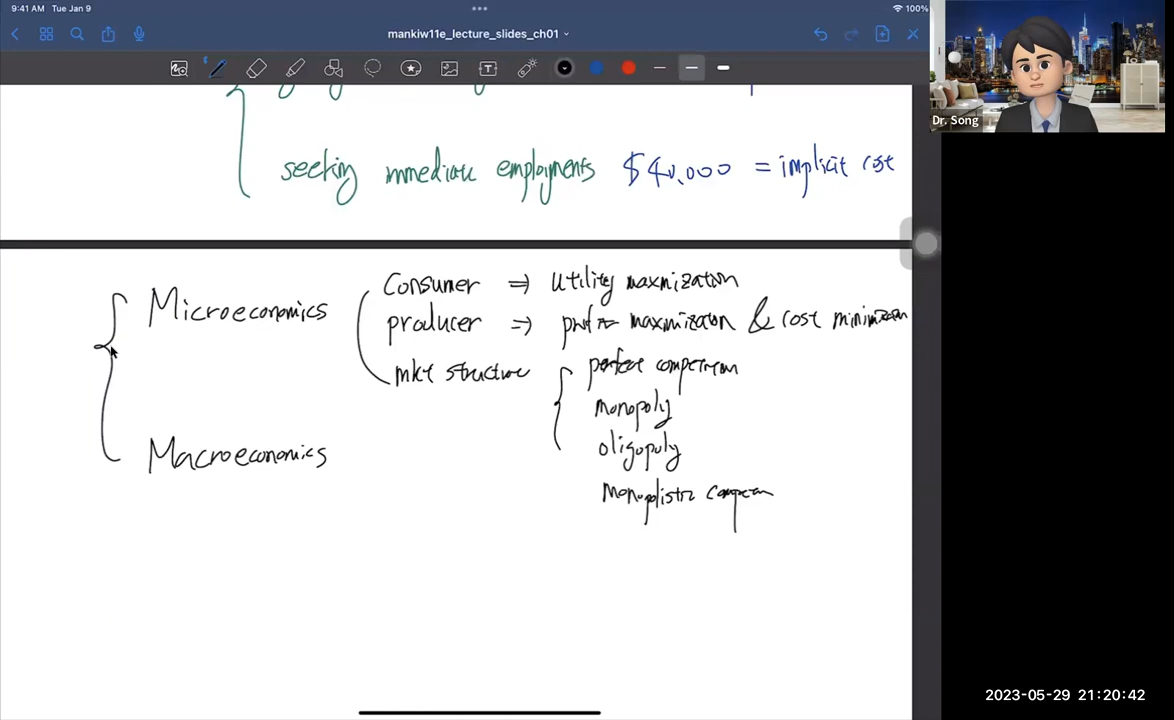 9:41 AM Tue Jan 9
100%
mankiw11e_lecture_slides_ch01
Dr. Song
seeking immediate employments $40,000 = implicit cost
Microeconomics
Consumer ⇒ utility maxmization
producer ⇒ profit maximization & cost minimization
mkt structure
perfect competition
monopoly
oligopoly
Monopolistic competition
Macroeconomics
2023-05-29 21:20:42